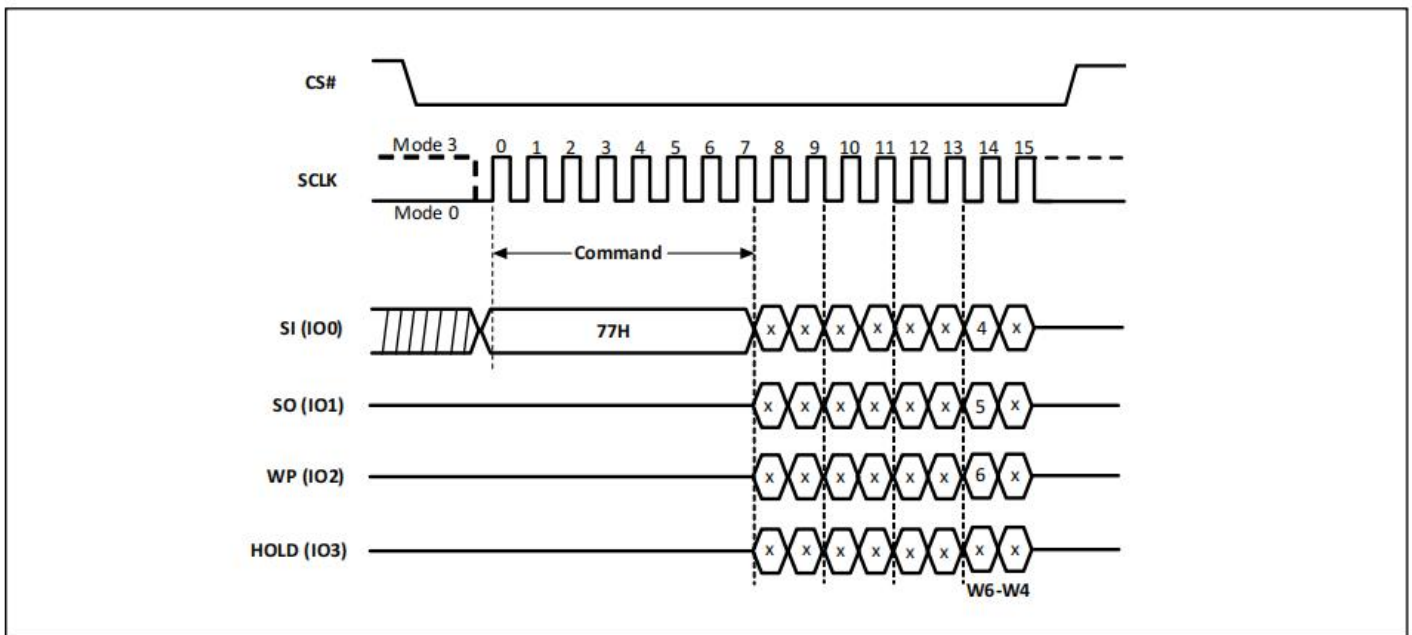 CS#
Mode 3
0 1 2 3 4 5 6 7 8 9 10 11 12 13 14 15
SCLK
Mode 0
Command
SI (IO0)
77H
x x x x x x 4 x
SO (IO1)
x x x x x x 5 x
WP (IO2)
x x x x x x 6 x
HOLD (IO3)
x x x x x x x x
W6-W4